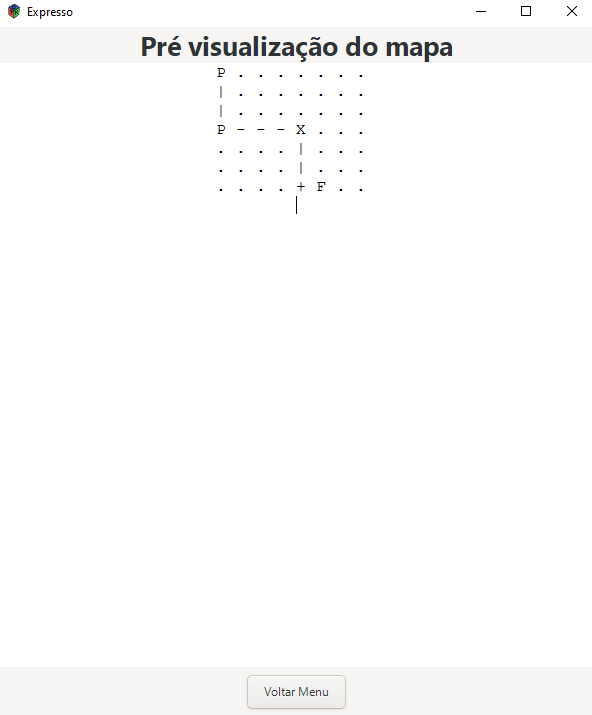 Expresso
Pré visualização do mapa
P . . . . . . .
| . . . . . . .
| . . . . . . .
P - - - X . . .
. . . . | . . .
. . . . | . . .
. . . . + F . .
Voltar Menu